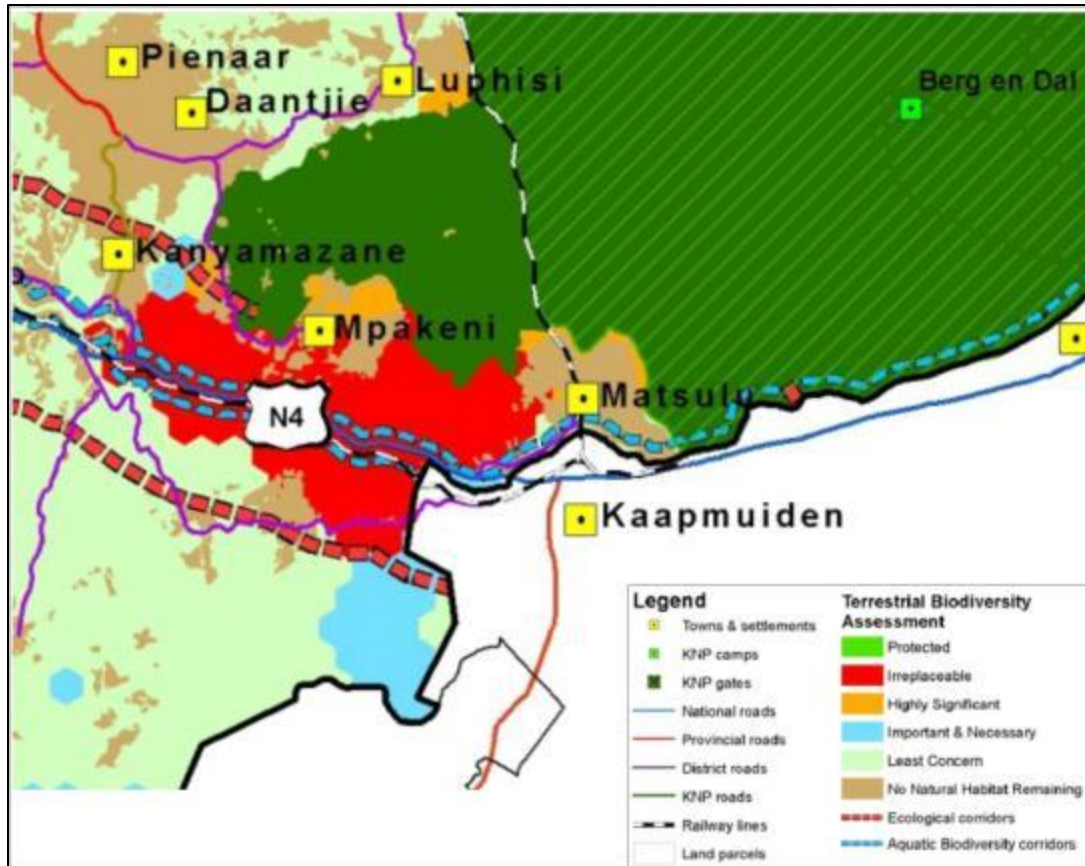 Pienaar
Luphisi
Daantjie
Berg en Dal
Kanyamazane
Mpakeni
Matsulu
N4
Kaapmuiden
Legend
Towns & settlements
KNP camps
KNP gates
National roads
Provincial roads
District roads
KNP roads
Railway lines
Land parcels
Terrestrial Biodiversity
Assessment
Protected
Irreplaceable
Highly Significant
Important & Necessary
Least Concern
No Natural Habitat Remaining
Ecological corridors
Aquatic Biodiversity corridors